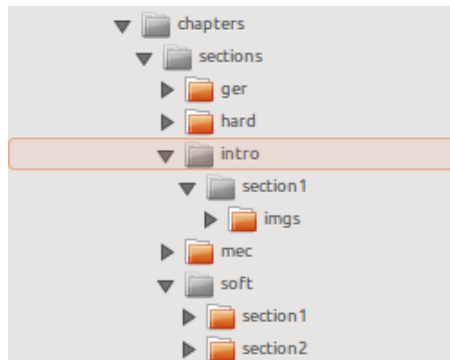 chapters
sections
ger
hard
intro
section1
imgs
mec
soft
section1
section2